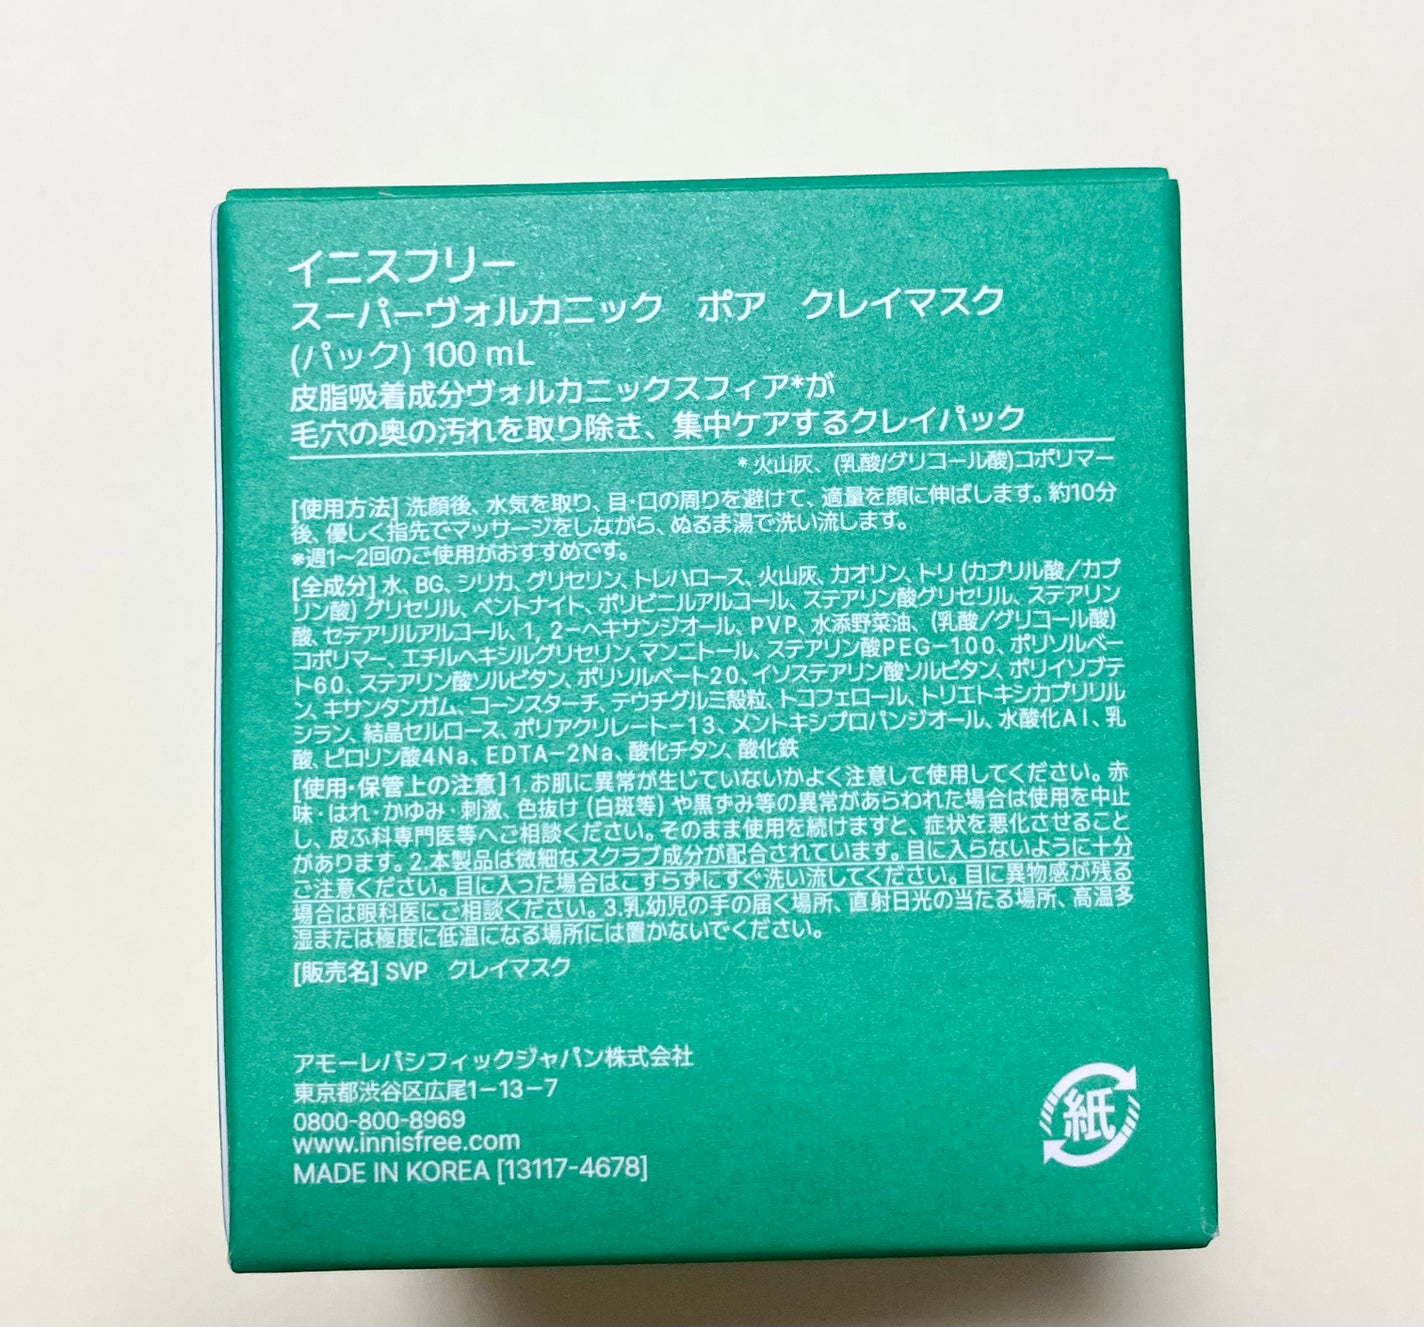 イニスフリー
スーパーヴォルカニック　ポア　クレイマスク
(パック) 100 mL
皮脂吸着成分ヴォルカニックスフィア*が
毛穴の奥の汚れを取り除き、集中ケアするクレイパック
* 火山灰、(乳酸/グリコール酸)コポリマー
[使用方法] 洗顔後、水気を取り、目・口の周りを避けて、適量を顔に伸ばします。約10分
後、優しく指先でマッサージをしながら、ぬるま湯で洗い流します。
※週1～2回のご使用がおすすめです。
[全成分] 水、BG、シリカ、グリセリン、トレハロース、火山灰、カオリン、トリ (カプリル酸／カプ
リン酸) グリセリル、ベントナイト、ポリビニルアルコール、ステアリン酸グリセリル、ステアリン
酸、セテアリルアルコール、1, 2－ヘキサンジオール、PVP、水添野菜油、(乳酸／グリコール酸)
コポリマー、エチルヘキシルグリセリン、マンニトール、ステアリン酸PEG－100、ポリソルベー
ト60、ステアリン酸ソルビタン、ポリソルベート20、イソステアリン酸ソルビタン、ポリイソブテ
ン、キサンタンガム、コーンスターチ、テウチグルミ殻粒、トコフェロール、トリエトキシカプリリル
シラン、結晶セルロース、ポリアクリレート－13、メントキシプロパンジオール、水酸化Al、乳
酸、ピロリン酸4Na、EDTA－2Na、酸化チタン、酸化鉄
[使用・保管上の注意] 1.お肌に異常が生じていないかよく注意して使用してください。赤
味・はれ・かゆみ・刺激、色抜け (白斑等) や黒ずみ等の異常があらわれた場合は使用を中止
し、皮ふ科専門医等へご相談ください。そのまま使用を続けますと、症状を悪化させること
があります。2.本製品は微細なスクラブ成分が配合されています。目に入らないように十分
ご注意ください。目に入った場合はこすらずにすぐ洗い流してください。目に異物感が残る
場合は眼科医にご相談ください。3.乳幼児の手の届く場所、直射日光の当たる場所、高温多
湿または極度に低温になる場所には置かないでください。
[販売名] SVP　クレイマスク
アモーレパシフィックジャパン株式会社
東京都渋谷区広尾1－13－7
0800-800-8969
www.innisfree.com
MADE IN KOREA [13117-4678]
紙